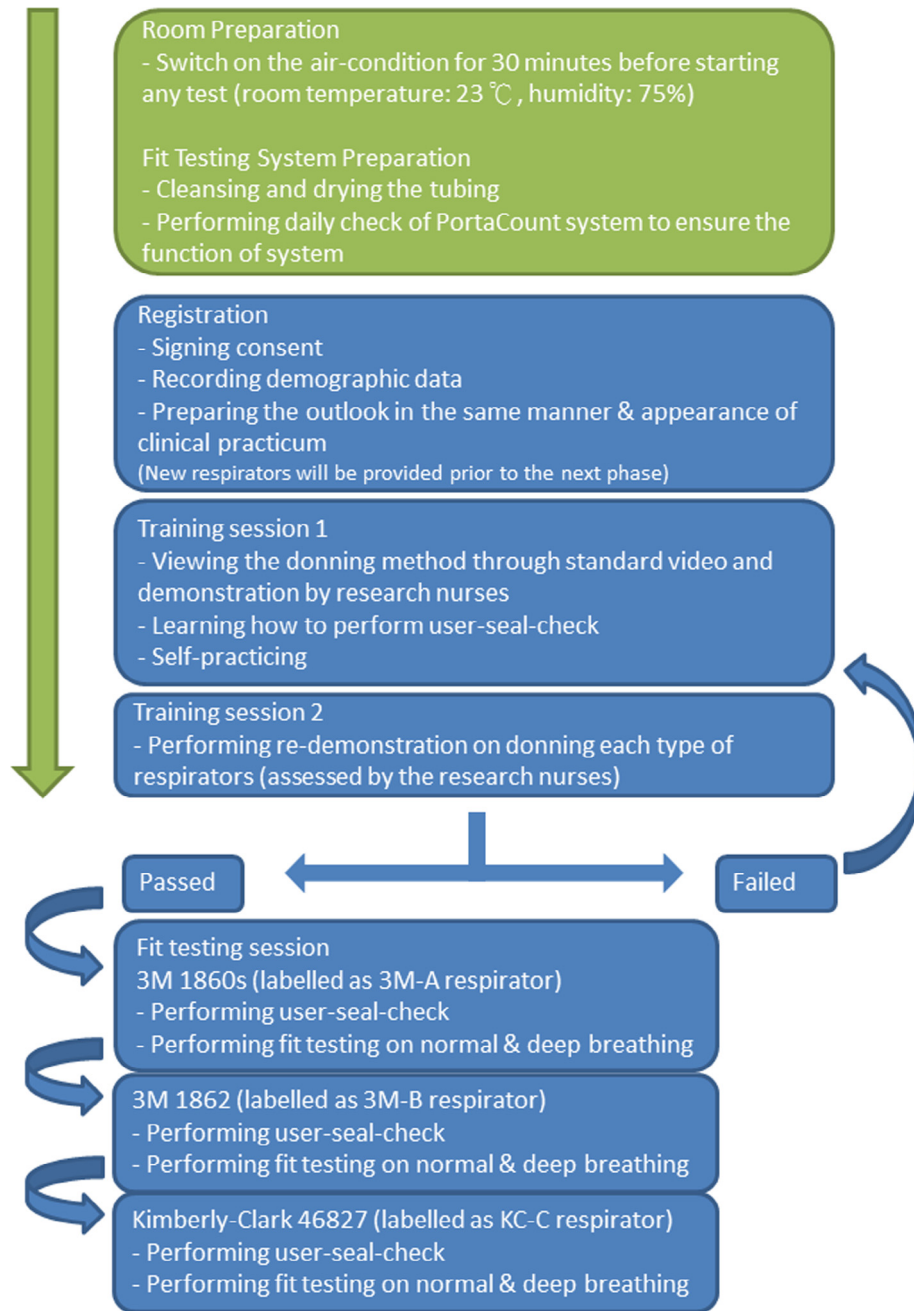 Room Preparation
- Switch on the air-condition for 30 minutes before starting
any test (room temperature: 23 ℃, humidity: 75%)
Fit Testing System Preparation
- Cleansing and drying the tubing
- Performing daily check of PortaCount system to ensure the
function of system
Registration
- Signing consent
- Recording demographic data
- Preparing the outlook in the same manner & appearance of
clinical practicum
(New respirators will be provided prior to the next phase)
Training session 1
- Viewing the donning method through standard video and
demonstration by research nurses
- Learning how to perform user-seal-check
- Self-practicing
Training session 2
- Performing re-demonstration on donning each type of
respirators (assessed by the research nurses)
Passed
Failed
Fit testing session
3M 1860s (labelled as 3M-A respirator)
- Performing user-seal-check
- Performing fit testing on normal & deep breathing
3M 1862 (labelled as 3M-B respirator)
- Performing user-seal-check
- Performing fit testing on normal & deep breathing
Kimberly-Clark 46827 (labelled as KC-C respirator)
- Performing user-seal-check
- Performing fit testing on normal & deep breathing